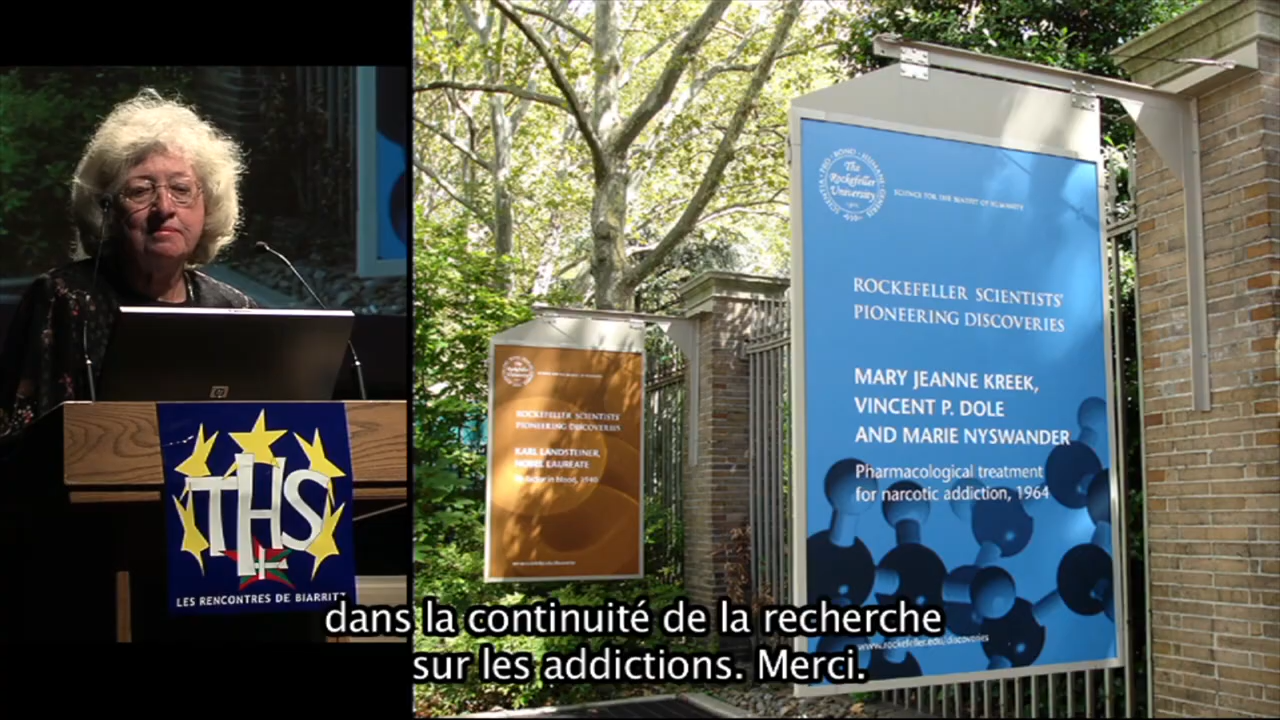 THS
LES RENCONTRES DE BIARRITZ
hp
The
Rockefeller
University
SCIENCE FOR THE BENEFIT OF HUMANITY
ROCKEFELLER SCIENTISTS'
PIONEERING DISCOVERIES
MARY JEANNE KREEK,
VINCENT P. DOLE
AND MARIE NYSWANDER
Pharmacological treatment
for narcotic addiction, 1964
www.rockefeller.edu/discoveries
ROCKEFELLER SCIENTISTS'
PIONEERING DISCOVERIES
KARL LANDSTEINER,
NOBEL LAUREATE
dans la continuité de la recherche
sur les addictions. Merci.